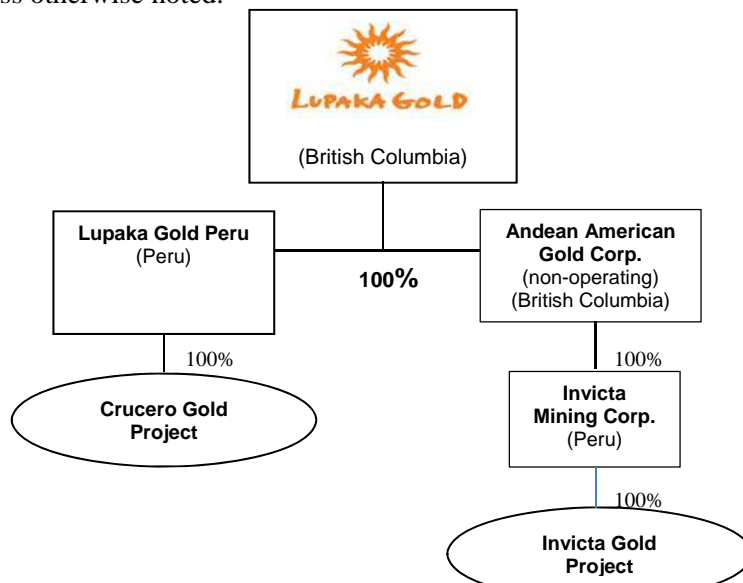 ss otherwise noted.
LUPAKA GOLD
(British Columbia)
Lupaka Gold Peru
(Peru)
100%
Andean American
Gold Corp.
(non-operating)
(British Columbia)
100%
Crucero Gold
Project
100%
Invicta
Mining Corp.
(Peru)
100%
Invicta Gold
Project